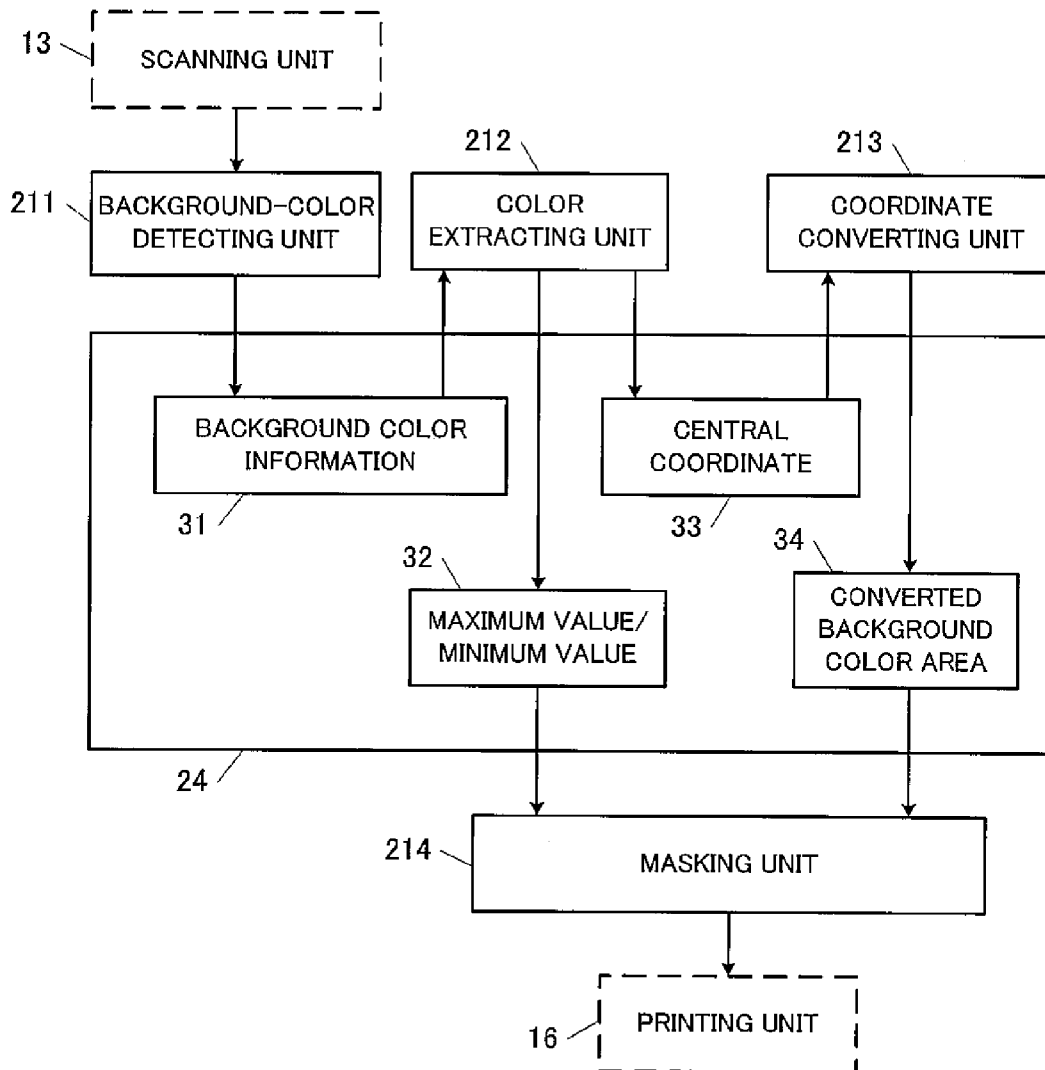 13
SCANNING UNIT
212
213
211
BACKGROUND-COLOR
DETECTING UNIT
COLOR
EXTRACTING UNIT
COORDINATE
CONVERTING UNIT
BACKGROUND COLOR
INFORMATION
CENTRAL
COORDINATE
31
33
32
34
MAXIMUM VALUE/
MINIMUM VALUE
CONVERTED
BACKGROUND
COLOR AREA
24
214
MASKING UNIT
16
PRINTING UNIT